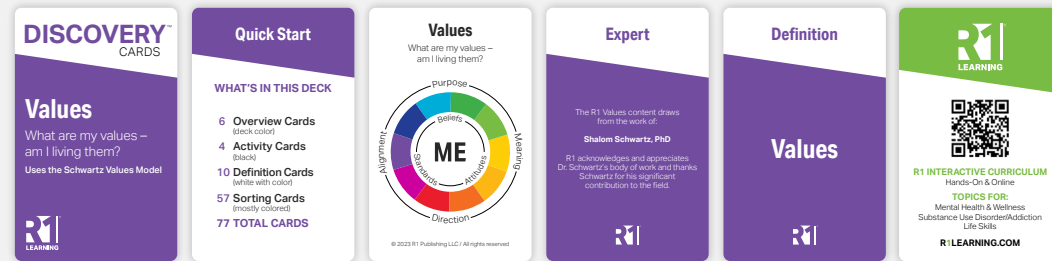 DISCOVERY™
CARDS
Values
What are my values –
am I living them?
Uses the Schwartz Values Model
R1
LEARNING
Quick Start
WHAT'S IN THIS DECK
6 Overview Cards
(deck color)
4 Activity Cards
(black)
10 Definition Cards
(white with color)
57 Sorting Cards
(mostly colored)
77 TOTAL CARDS
Values
What are my values –
am I living them?
Purpose
Beliefs
Alignment
Meaning
ME
Standards
Attitudes
Direction
© 2023 R1 Publishing LLC / All rights reserved
Expert
The R1 Values content draws
from the work of:
Shalom Schwartz, PhD
R1 acknowledges and appreciates
Dr. Schwartz's body of work and thanks
Schwartz for his significant
contribution to the field.
R1
Definition
Values
R1
R1
LEARNING
R1 INTERACTIVE CURRICULUM
Hands-On & Online
TOPICS FOR:
Mental Health & Wellness
Substance Use Disorder/Addiction
Life Skills
R1LEARNING.COM